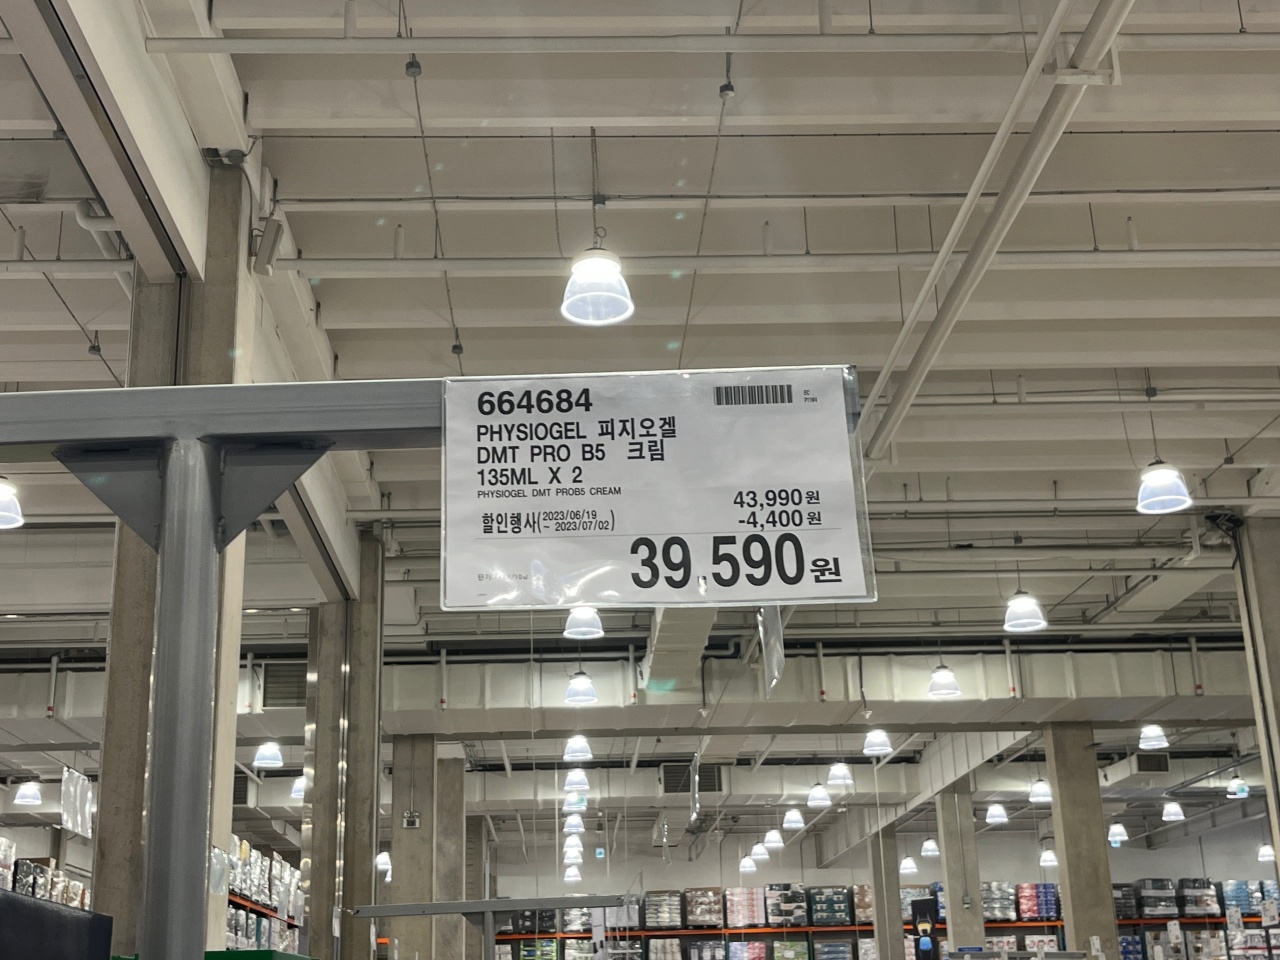 664684
PHYSIOGEL 피지오겔
DMT PRO B5 크림
135ML X 2
PHYSIOGEL DMT PROB5 CREAM
43,990원
할인행사(2023/06/19 ~ 2023/07/02)
-4,400원
39,590원